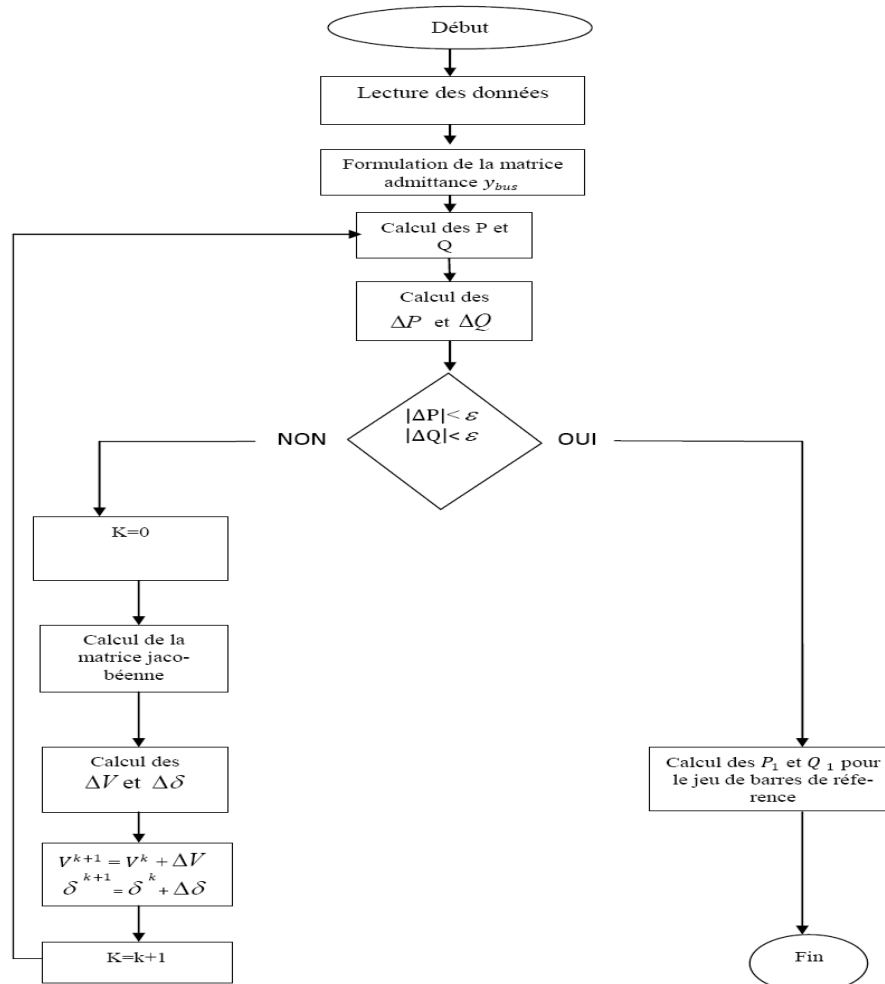 Début
Lecture des données
Formulation de la matrice
admittance y_bus
Calcul des P et
Q
Calcul des
ΔP et ΔQ
|ΔP|< ε
|ΔQ|< ε
NON
OUI
K=0
Calcul de la
matrice jaco-
béenne
Calcul des
ΔV et Δδ
V^{k+1} = V^k + ΔV
δ^{k+1} = δ^k + Δδ
K=k+1
Calcul des P_1 et Q_1 pour
le jeu de barres de réfe-
rence
Fin